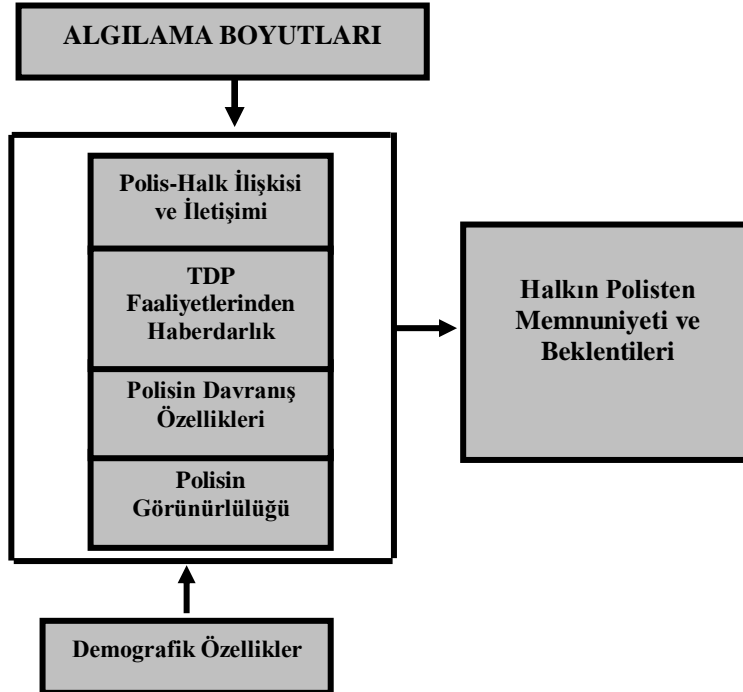 ALGILAMA BOYUTLARI
Polis-Halk İlişkisi
ve İletişimi
TDP
Faaliyetlerinden
Haberdarlık
Polisin Davranış
Özellikleri
Polisin
Görünürlülüğü
Halkın Polisten
Memnuniyeti ve
Beklentileri
Demografik Özellikler